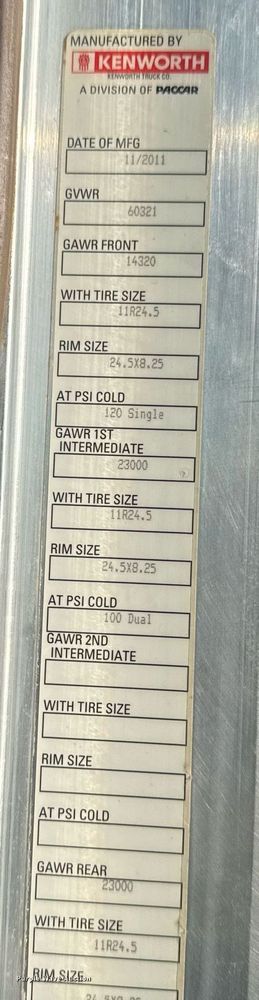 MANUFACTURED BY
KENWORTH
KENWORTH TRUCK CO.
A DIVISION OF PACCAR
DATE OF MFG
11/2011
GVWR
60321
GAWR FRONT
14320
WITH TIRE SIZE
11R24.5
RIM SIZE
24.5X8.25
AT PSI COLD
120 Single
GAWR 1ST
INTERMEDIATE
23000
WITH TIRE SIZE
11R24.5
RIM SIZE
24.5X8.25
AT PSI COLD
100 Dual
GAWR 2ND
INTERMEDIATE
WITH TIRE SIZE
RIM SIZE
AT PSI COLD
GAWR REAR
23000
WITH TIRE SIZE
11R24.5
RIM SIZE